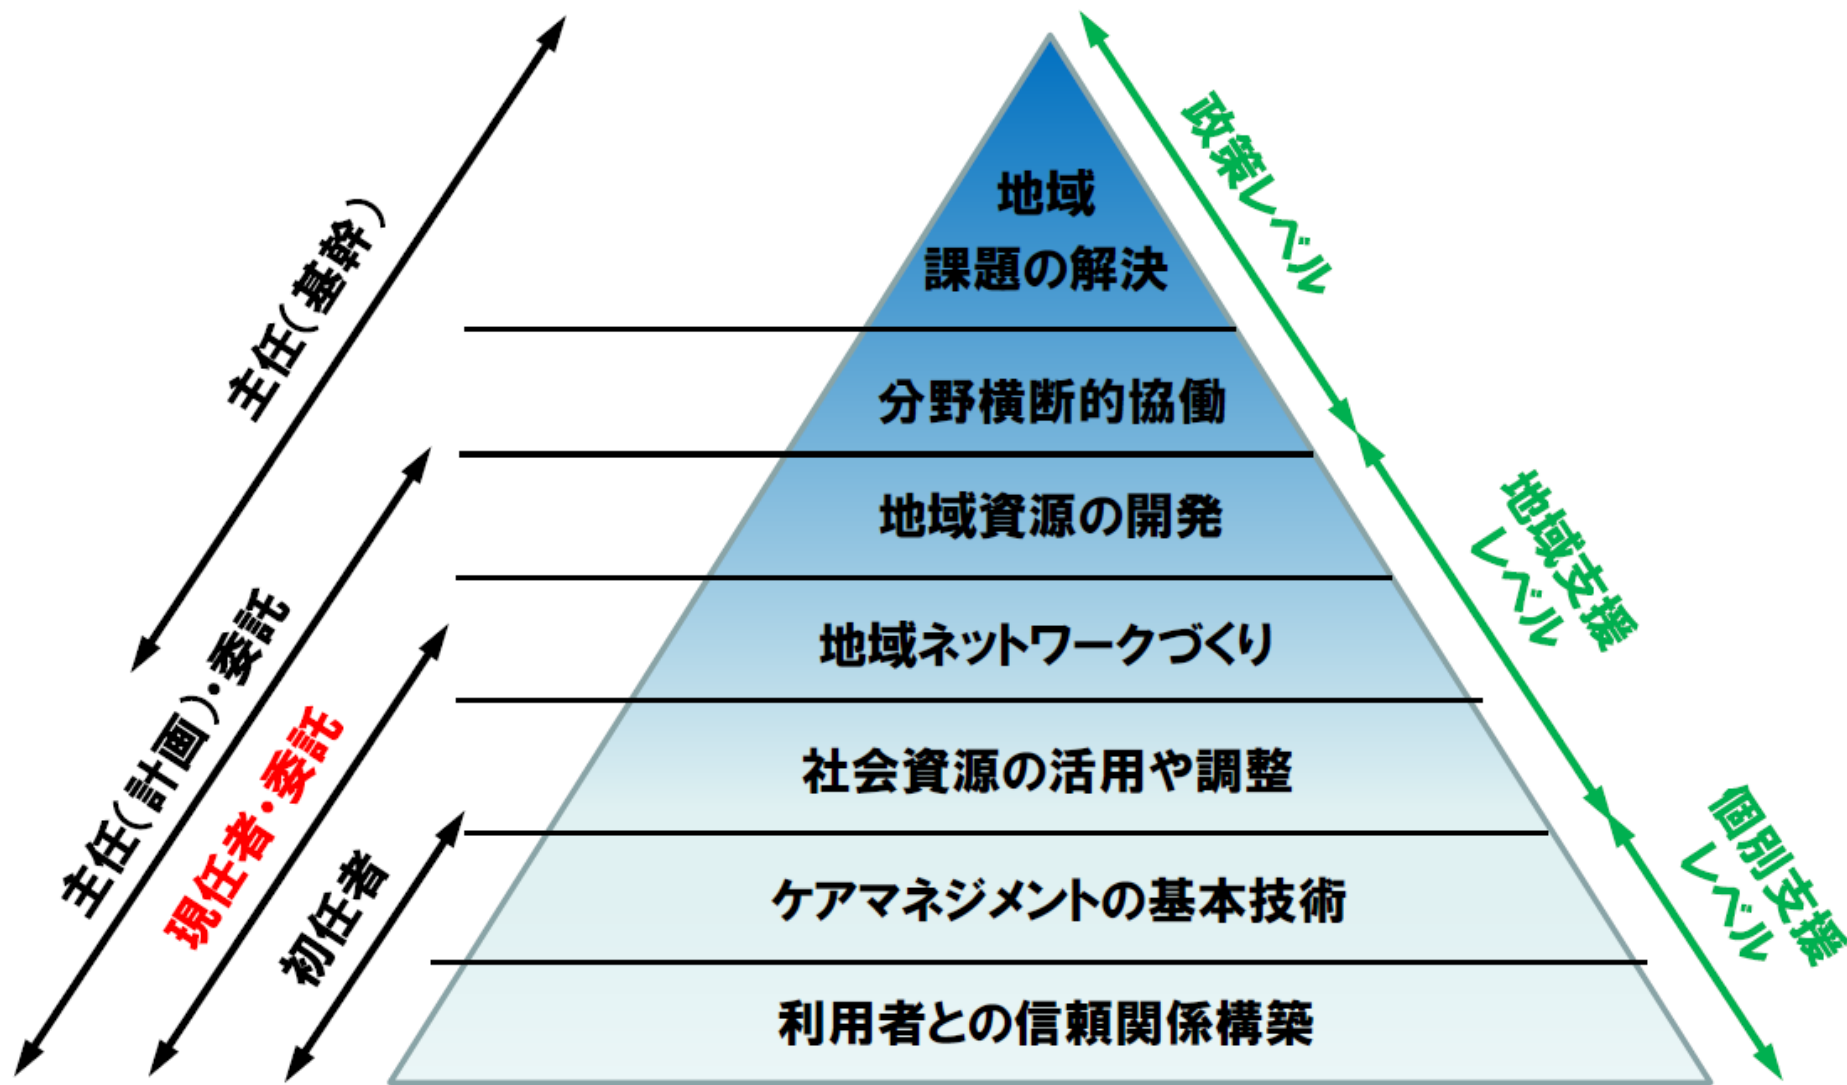 地域
課題の解決
分野横断的協働
地域資源の開発
地域ネットワークづくり
社会資源の活用や調整
ケアマネジメントの基本技術
利用者との信頼関係構築
主任(基幹)
主任(計画)・委託
現任者・委託
初任者
政策レベル
地域支援
レベル
個別支援
レベル